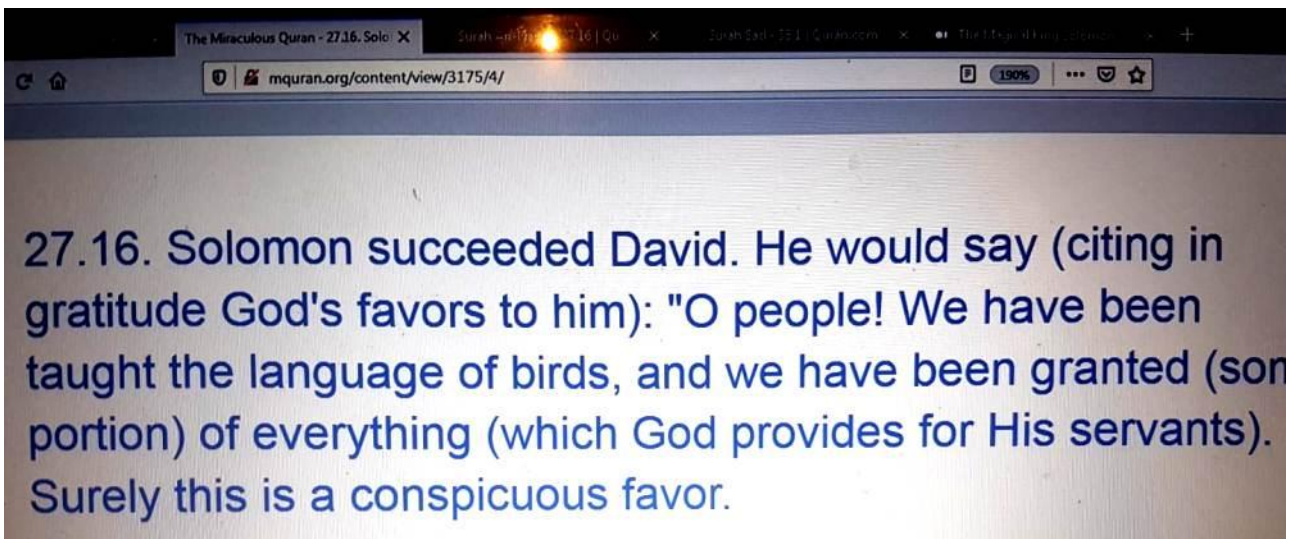 The Miraculous Quran - 27.16. Solo
mquran.org/content/view/3175/4/
190%
27.16. Solomon succeeded David. He would say (citing in
gratitude God's favors to him): "O people! We have been
taught the language of birds, and we have been granted (som
portion) of everything (which God provides for His servants).
Surely this is a conspicuous favor.